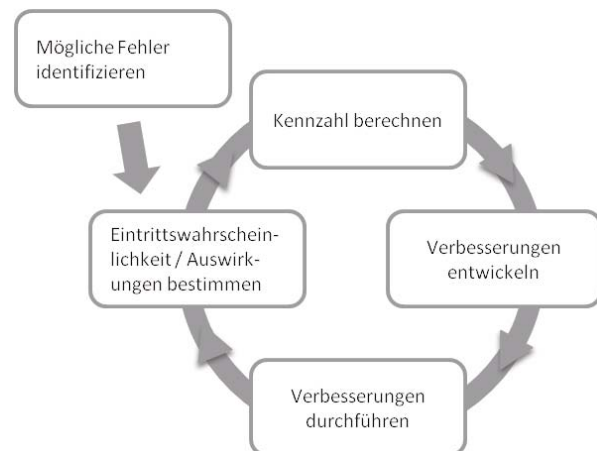 Mögliche Fehler
identifizieren
Kennzahl berechnen
Eintrittswahrschein-
lichkeit / Auswirk-
ungen bestimmen
Verbesserungen
entwickeln
Verbesserungen
durchführen